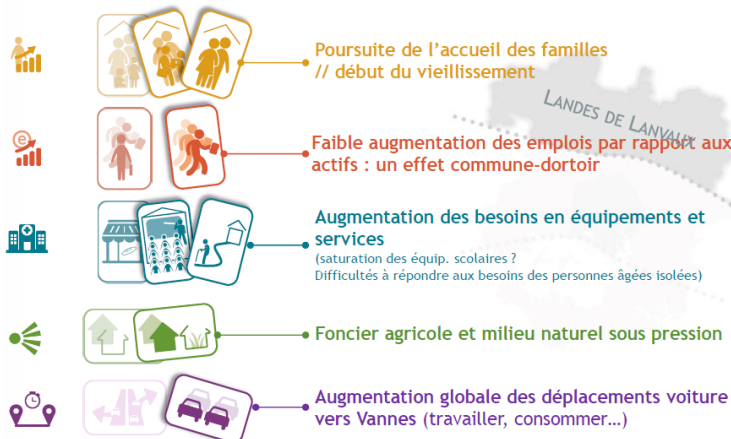 Poursuite de l'accueil des familles
// début du vieillissement
LANDES DE LANVAUX
Faible augmentation des emplois par rapport aux
actifs : un effet commune-dortoir
Augmentation des besoins en équipements et
services
(saturation des équip. scolaires ?
Difficultés à répondre aux besoins des personnes âgées isolées)
Foncier agricole et milieu naturel sous pression
Augmentation globale des déplacements voiture
vers Vannes (travailler, consommer…)
e